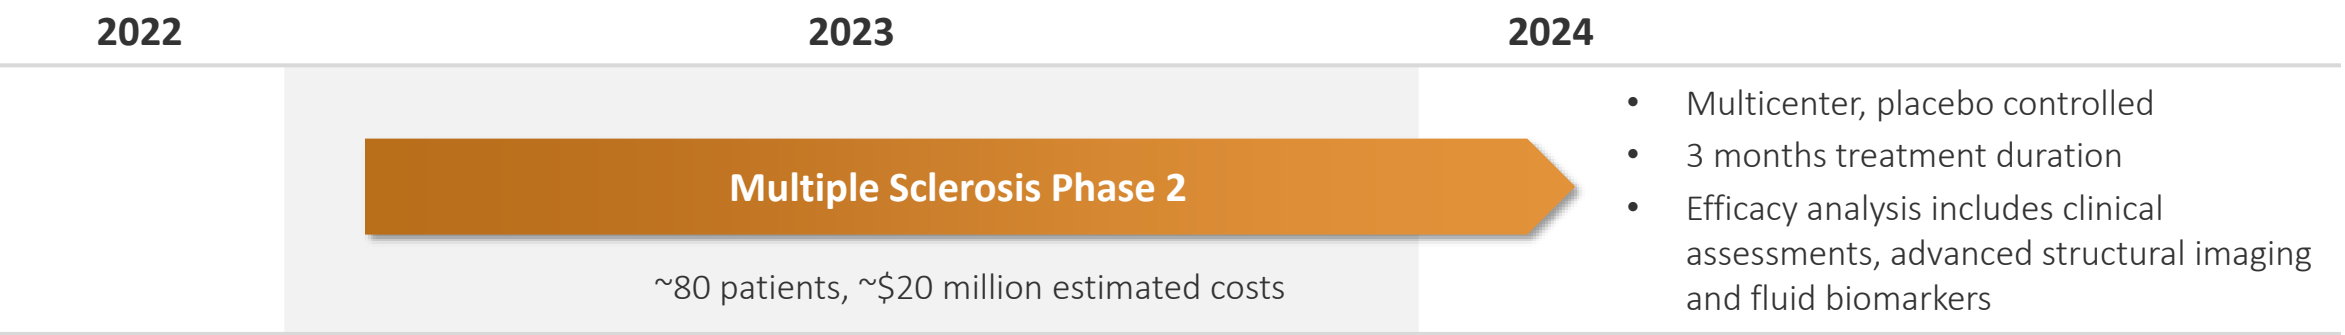 2022
2023
2024
Multiple Sclerosis Phase 2
~80 patients, ~$20 million estimated costs
• Multicenter, placebo controlled
• 3 months treatment duration
• Efficacy analysis includes clinical
assessments, advanced structural imaging
and fluid biomarkers